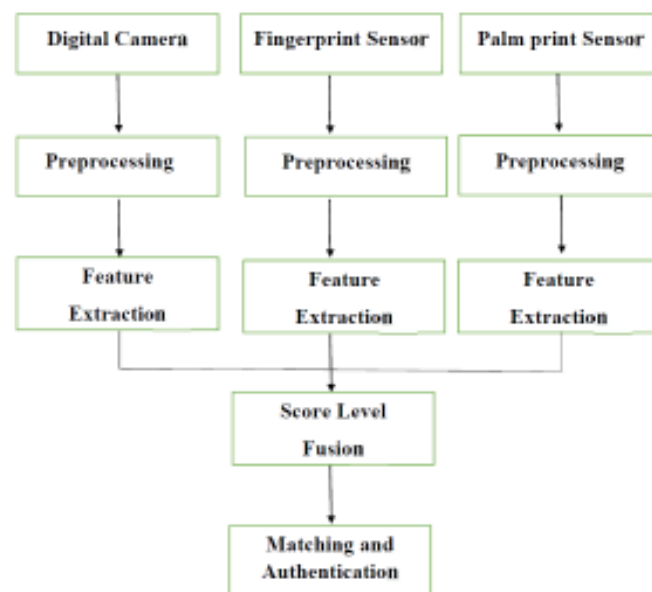 Digital Camera
Fingerprint Sensor
Palm print Sensor
Preprocessing
Preprocessing
Preprocessing
Feature
Extraction
Feature
Extraction
Feature
Extraction
Score Level
Fusion
Matching and
Authentication